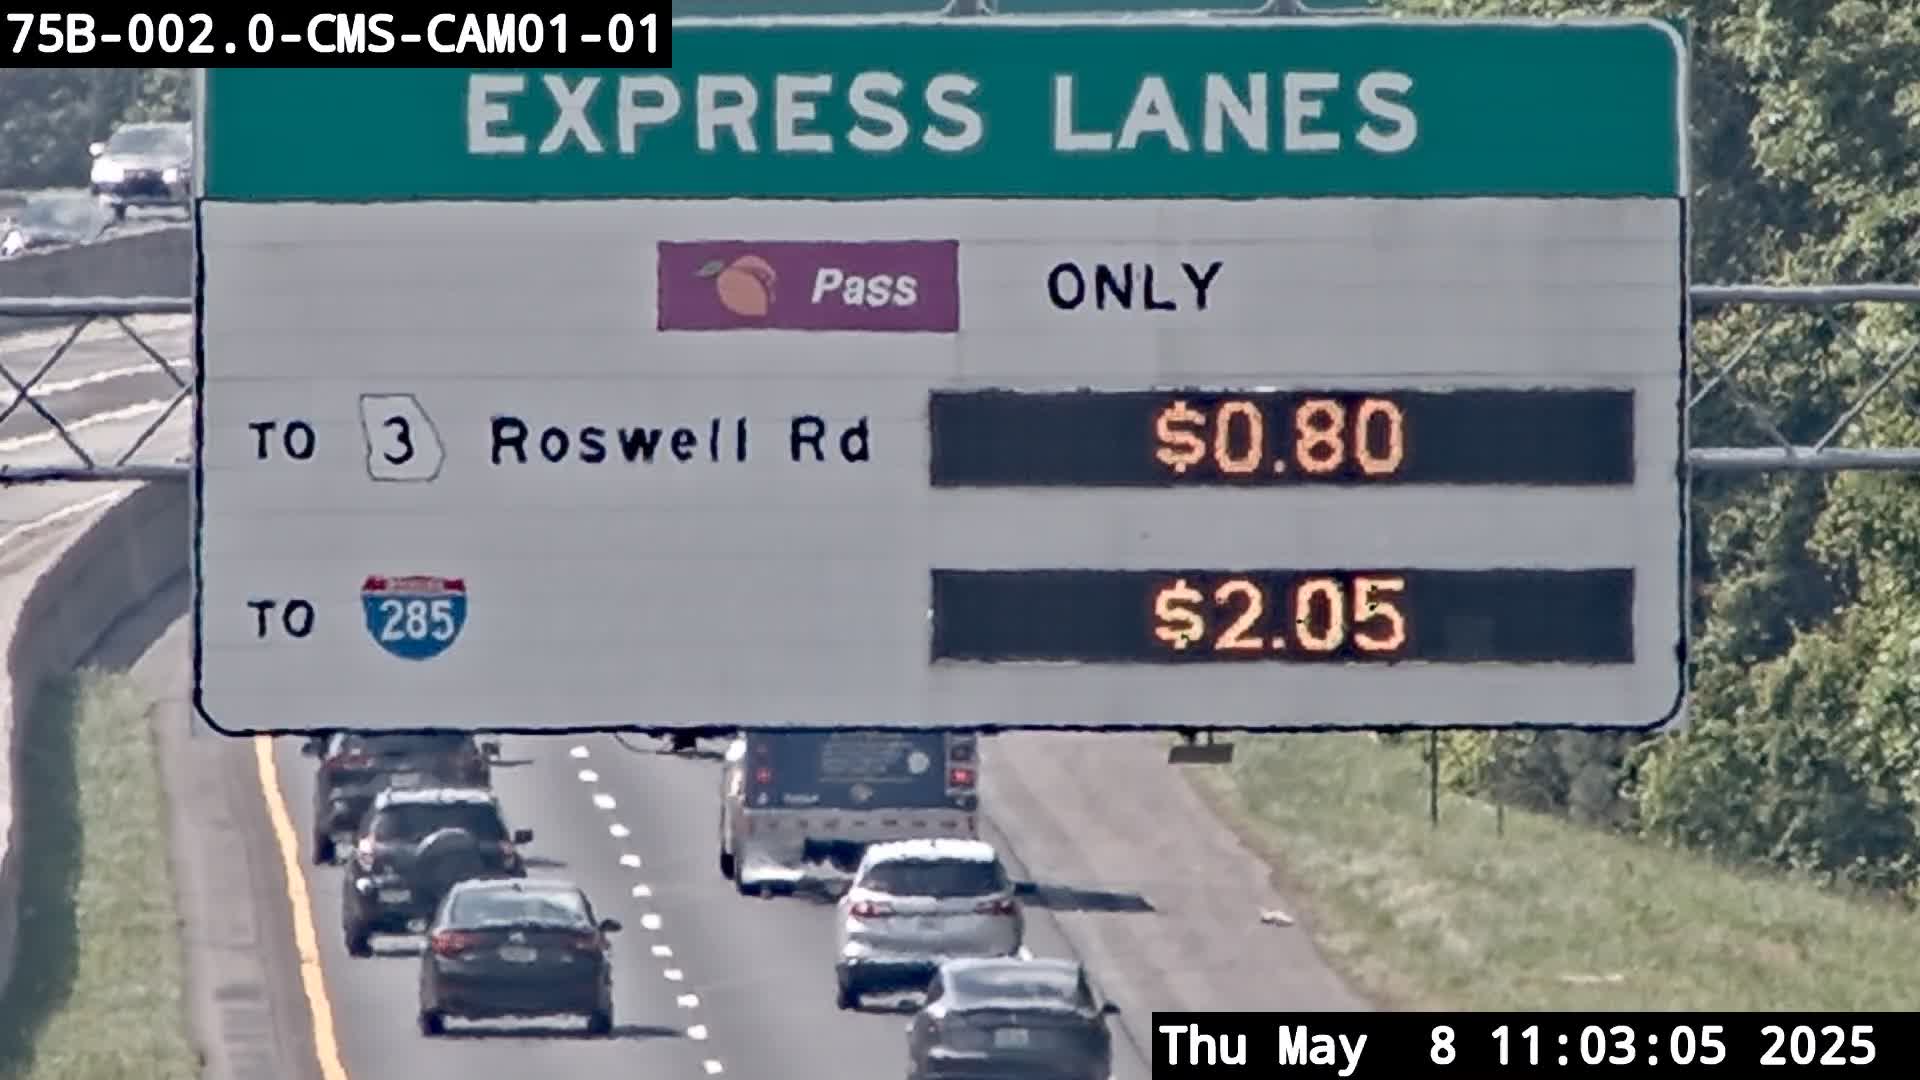 75B-002.0-CMS-CAM01-01
EXPRESS LANES
Pass ONLY
TO 3 Roswell Rd $0.80
TO 285 $2.05
Thu May 8 11:03:05 2025